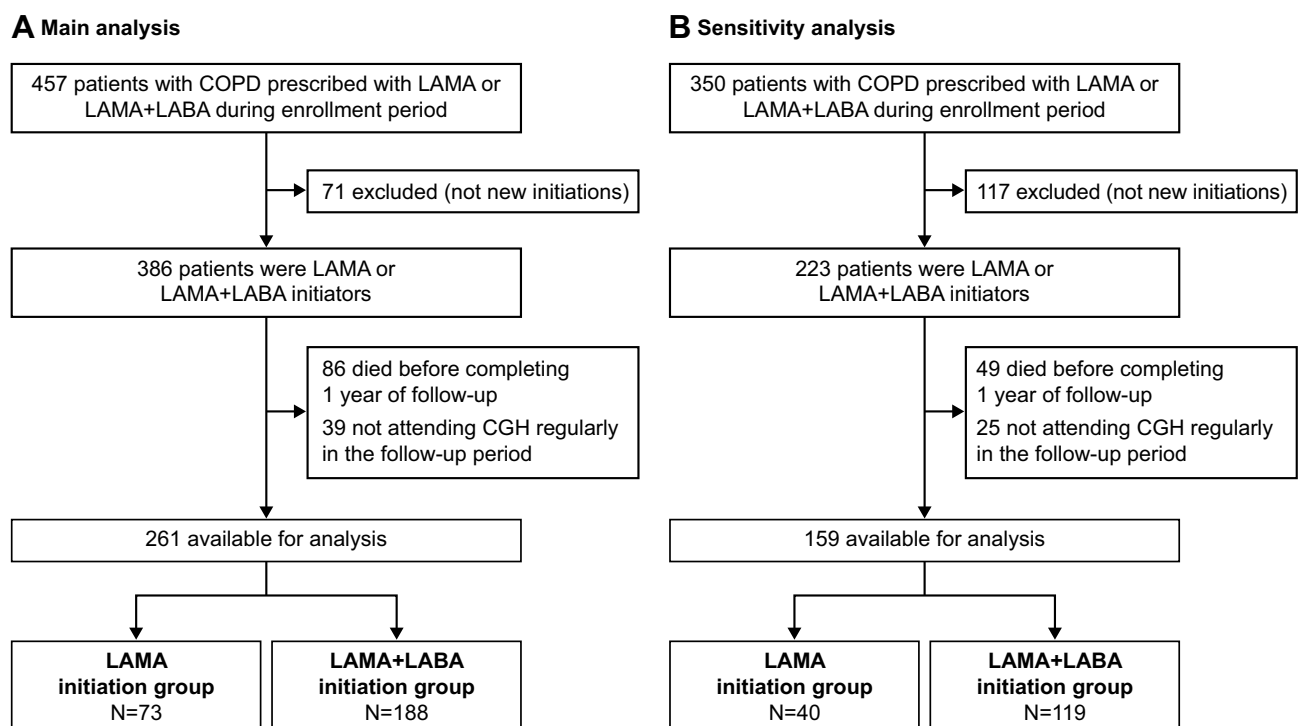 A Main analysis
457 patients with COPD prescribed with LAMA or
LAMA+LABA during enrollment period
71 excluded (not new initiations)
386 patients were LAMA or
LAMA+LABA initiators
86 died before completing
1 year of follow-up
39 not attending CGH regularly
in the follow-up period
261 available for analysis
LAMA
initiation group
N=73
LAMA+LABA
initiation group
N=188
B Sensitivity analysis
350 patients with COPD prescribed with LAMA or
LAMA+LABA during enrollment period
117 excluded (not new initiations)
223 patients were LAMA or
LAMA+LABA initiators
49 died before completing
1 year of follow-up
25 not attending CGH regularly
in the follow-up period
159 available for analysis
LAMA
initiation group
N=40
LAMA+LABA
initiation group
N=119